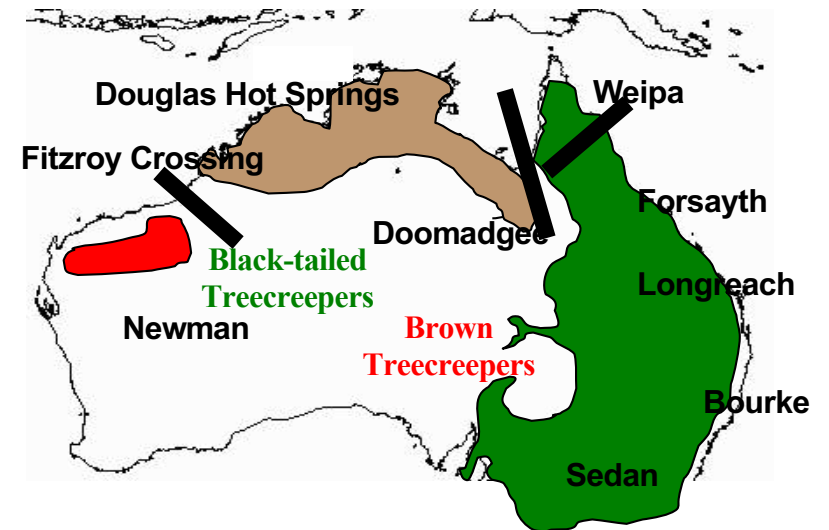 Weipa
Douglas Hot Springs
Fitzroy Crossing
Forsayth
Doomadgee
Black-tailed
Treecreepers
Longreach
Newman
Brown
Treecreepers
Bourke
Sedan